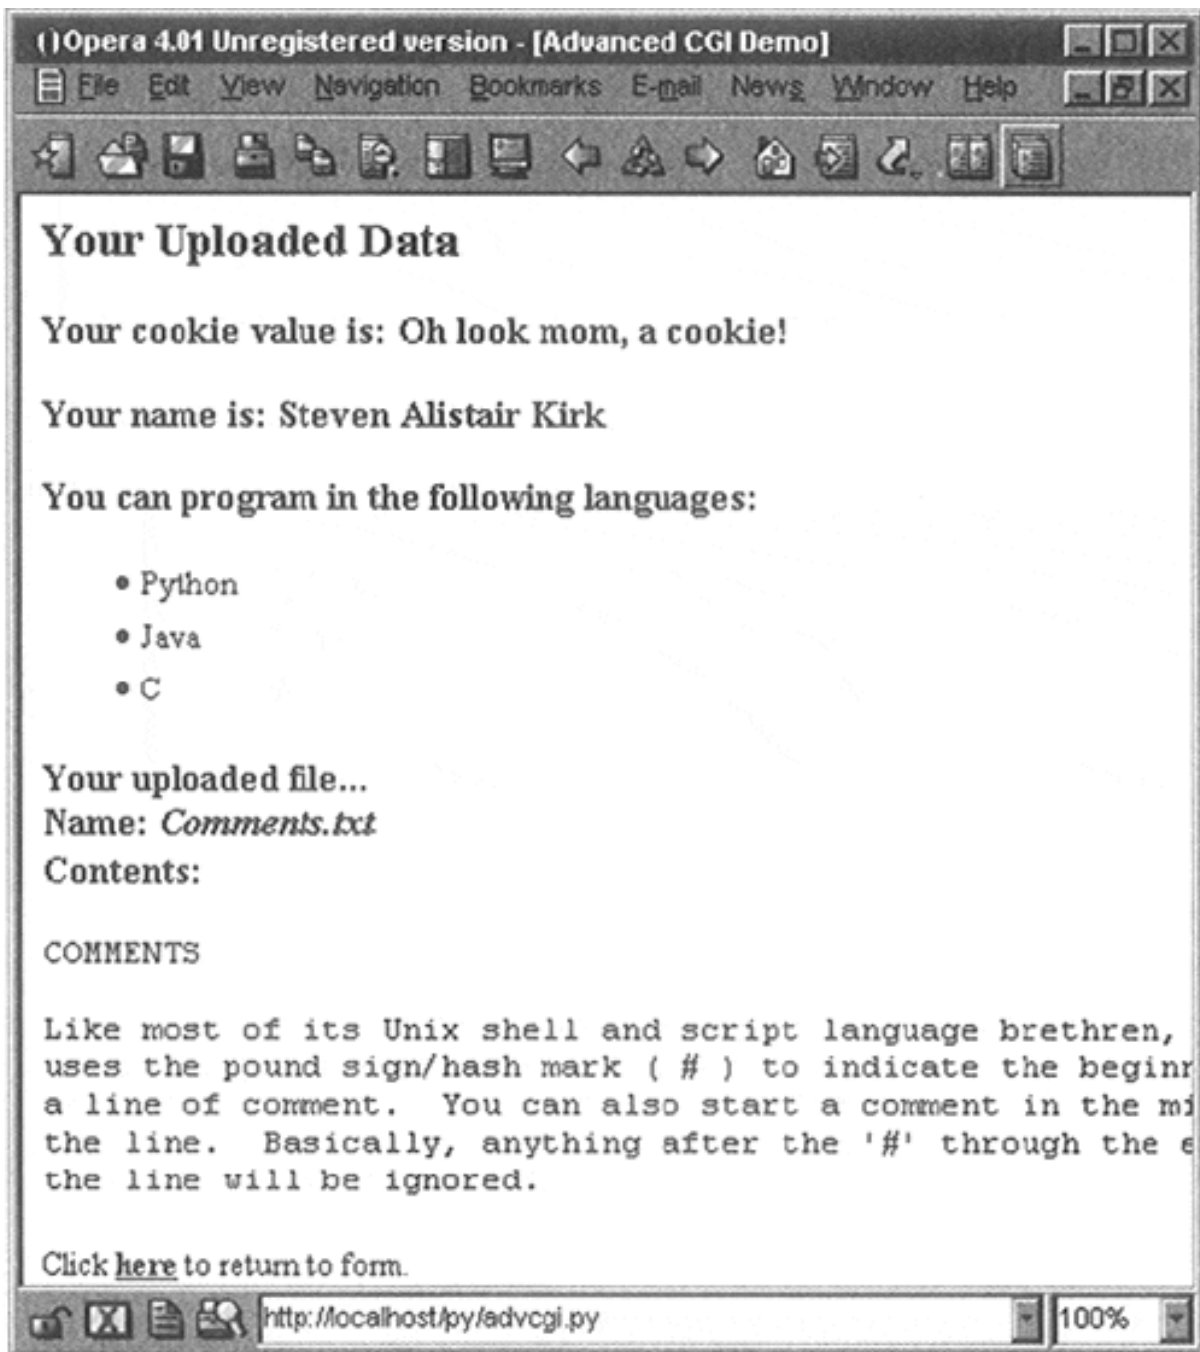 ()Opera 4.01 Unregistered version - [Advanced CGI Demo]
File Edit View Navigation Bookmarks E-mail News Window Help
Your Uploaded Data
Your cookie value is: Oh look mom, a cookie!
Your name is: Steven Alistair Kirk
You can program in the following languages:
• Python
• Java
• C
Your uploaded file...
Name: Comments.txt
Contents:
COMMENTS
Like most of its Unix shell and script language brethren,
uses the pound sign/hash mark ( # ) to indicate the beginn
a line of comment.  You can also start a comment in the mi
the line.  Basically, anything after the '#' through the e
the line will be ignored.
Click here to return to form.
http://localhost/py/advcgi.py 100%